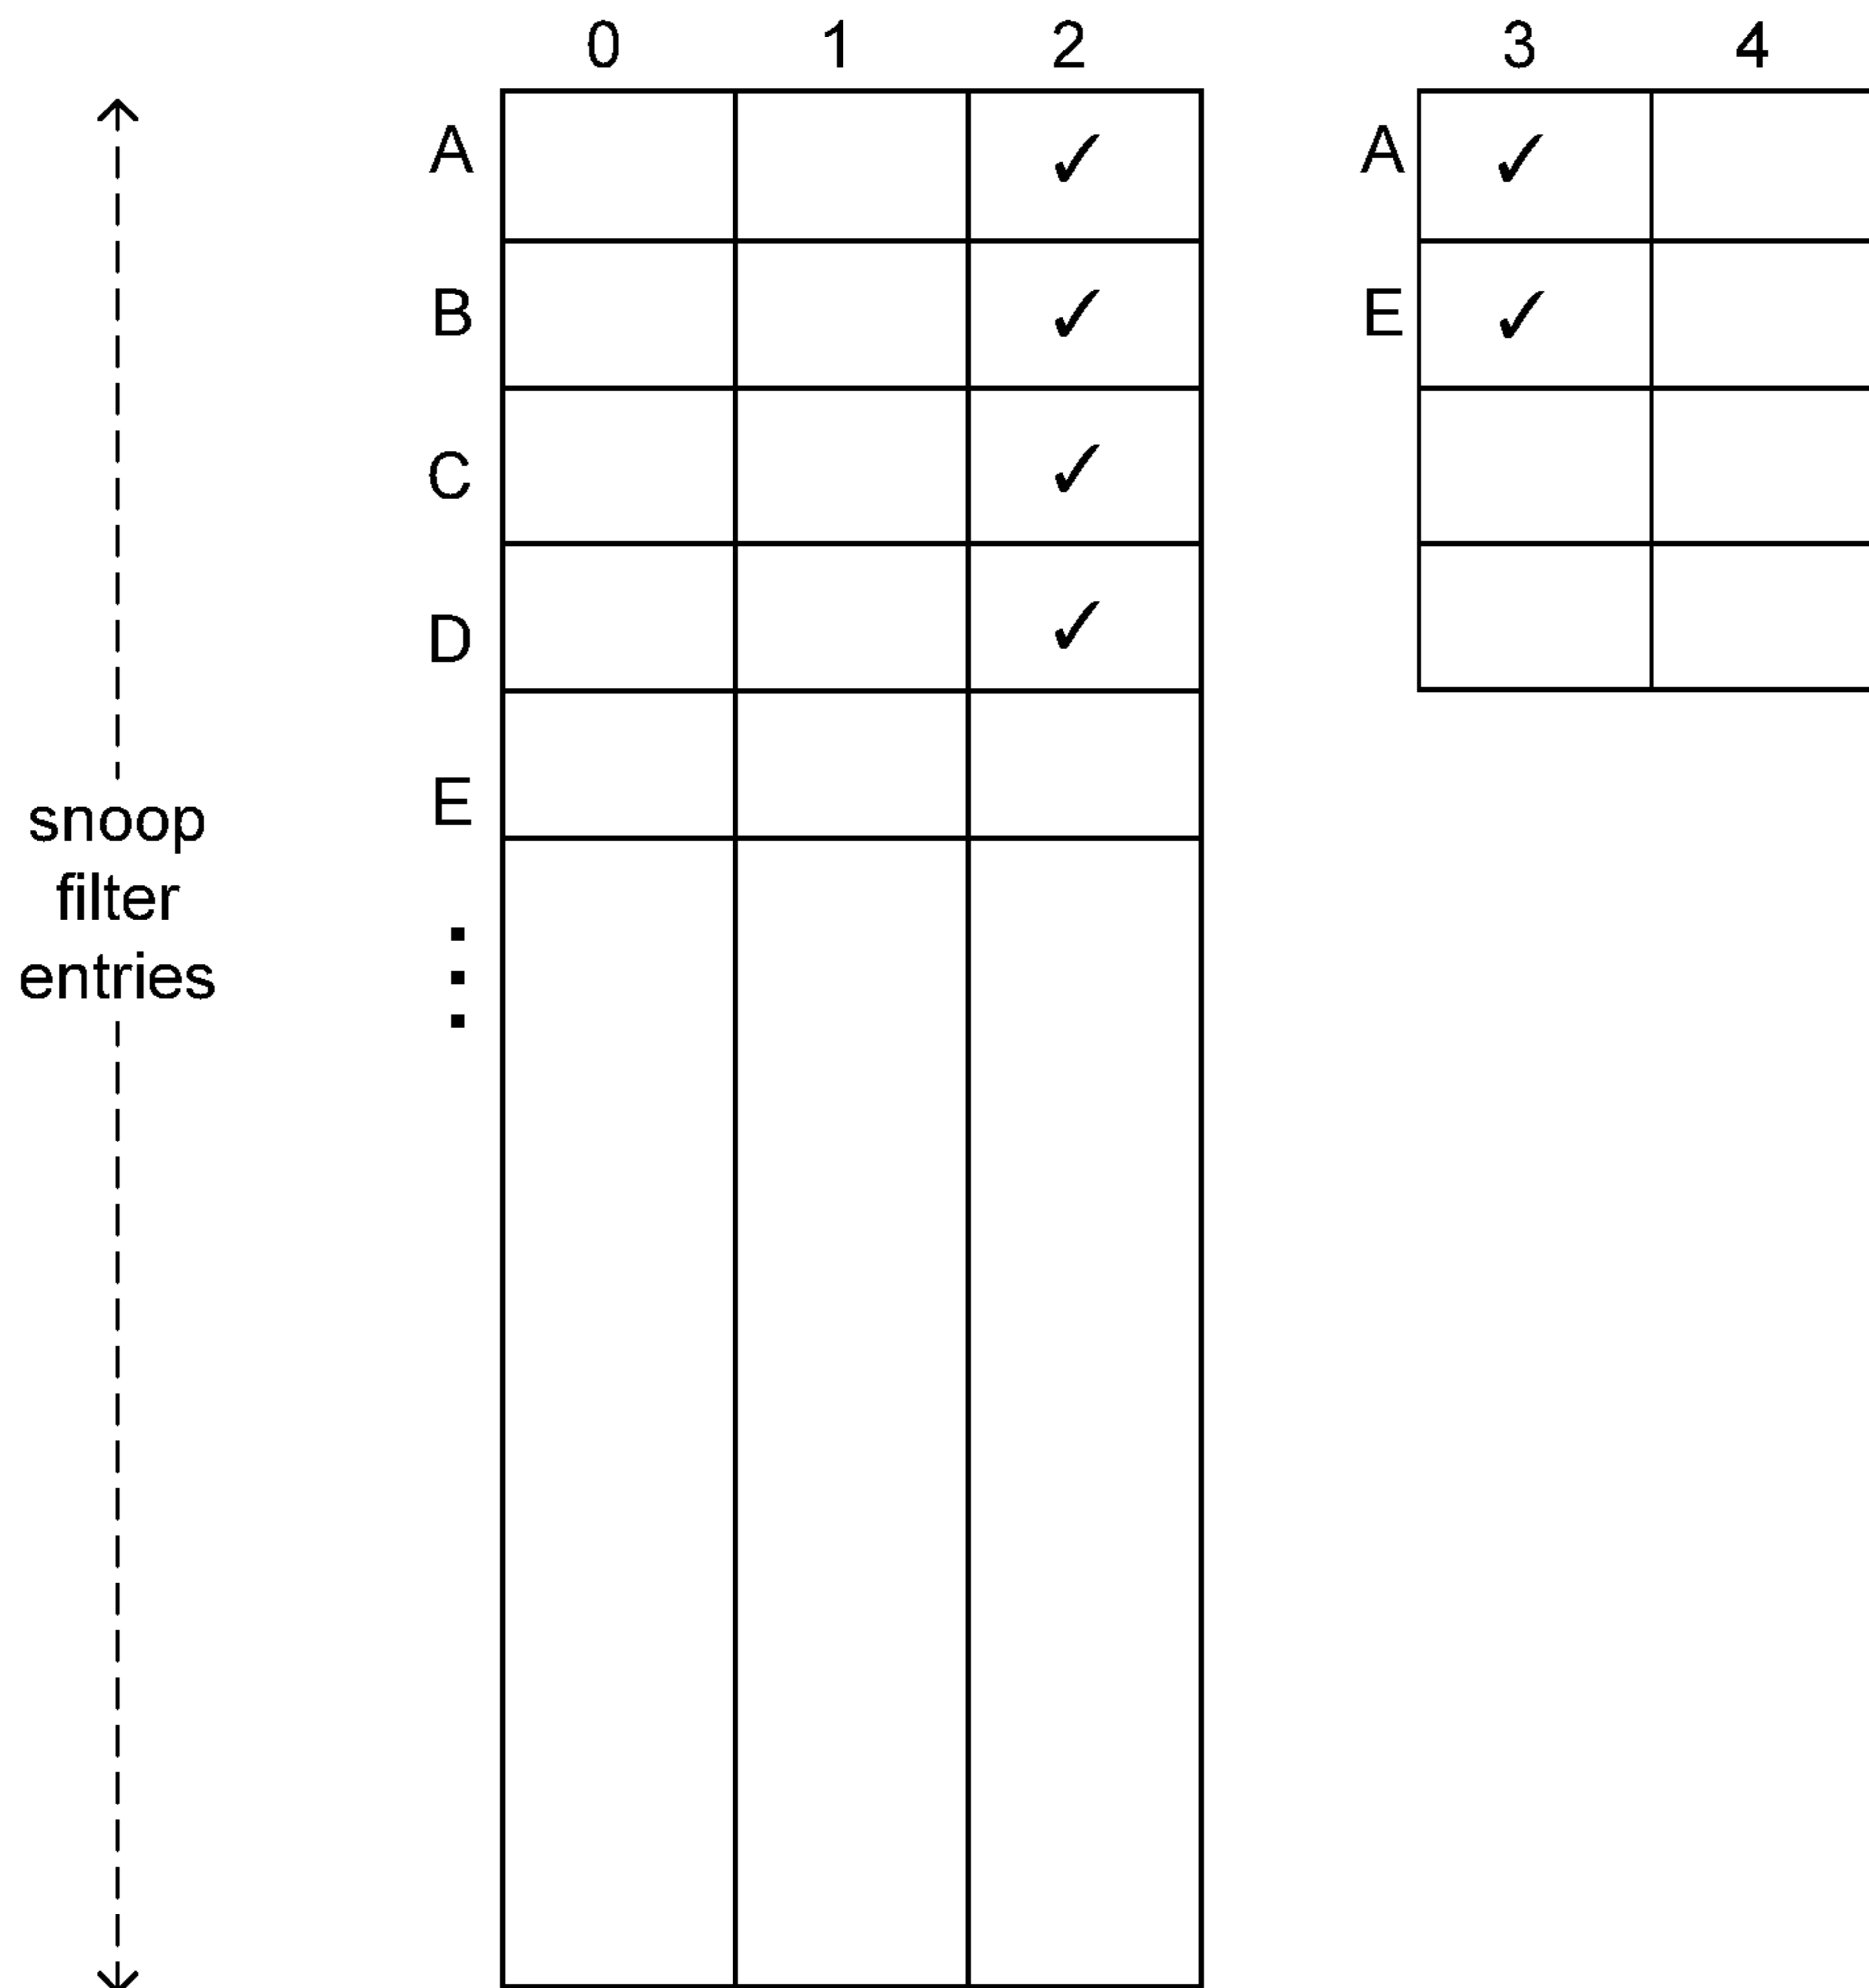 0 1 2 3 4
A ✓ A ✓
B ✓ E ✓
C ✓
D ✓
E
snoop
filter
entries